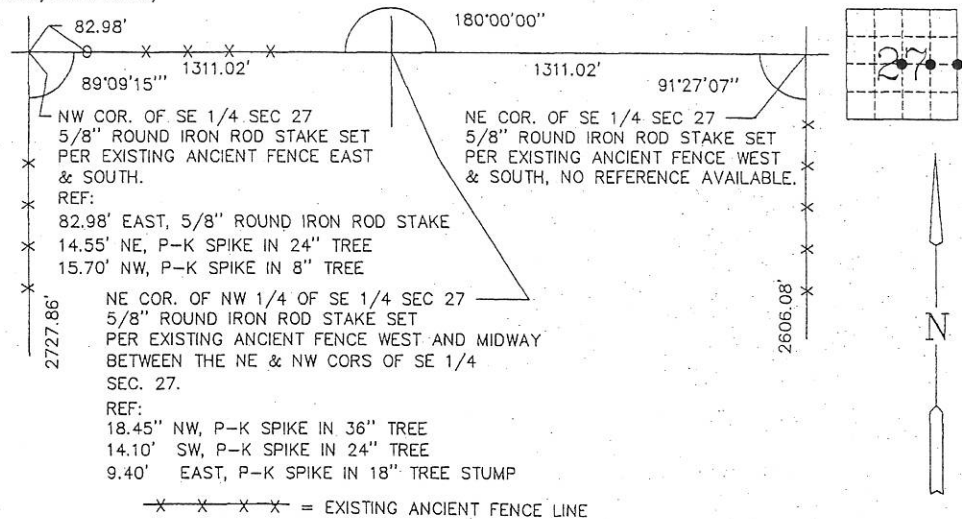 82.98'
180°00'00"
1311.02'
1311.02'
89°09'15"'
91°27'07"
27
NW COR. OF SE 1/4 SEC 27
5/8" ROUND IRON ROD STAKE SET
PER EXISTING ANCIENT FENCE EAST
& SOUTH.
REF:
82.98' EAST, 5/8" ROUND IRON ROD STAKE
14.55' NE, P-K SPIKE IN 24" TREE
15.70' NW, P-K SPIKE IN 8" TREE
NE COR. OF SE 1/4 SEC 27
5/8" ROUND IRON ROD STAKE SET
PER EXISTING ANCIENT FENCE WEST
& SOUTH, NO REFERENCE AVAILABLE.
NE COR. OF NW 1/4 OF SE 1/4 SEC 27
5/8" ROUND IRON ROD STAKE SET
PER EXISTING ANCIENT FENCE WEST AND MIDWAY
BETWEEN THE NE & NW CORS OF SE 1/4
SEC. 27.
REF:
18.45" NW, P-K SPIKE IN 36" TREE
14.10' SW, P-K SPIKE IN 24" TREE
9.40' EAST, P-K SPIKE IN 18" TREE STUMP
2727.86'
2606.08'
N
X X X X = EXISTING ANCIENT FENCE LINE